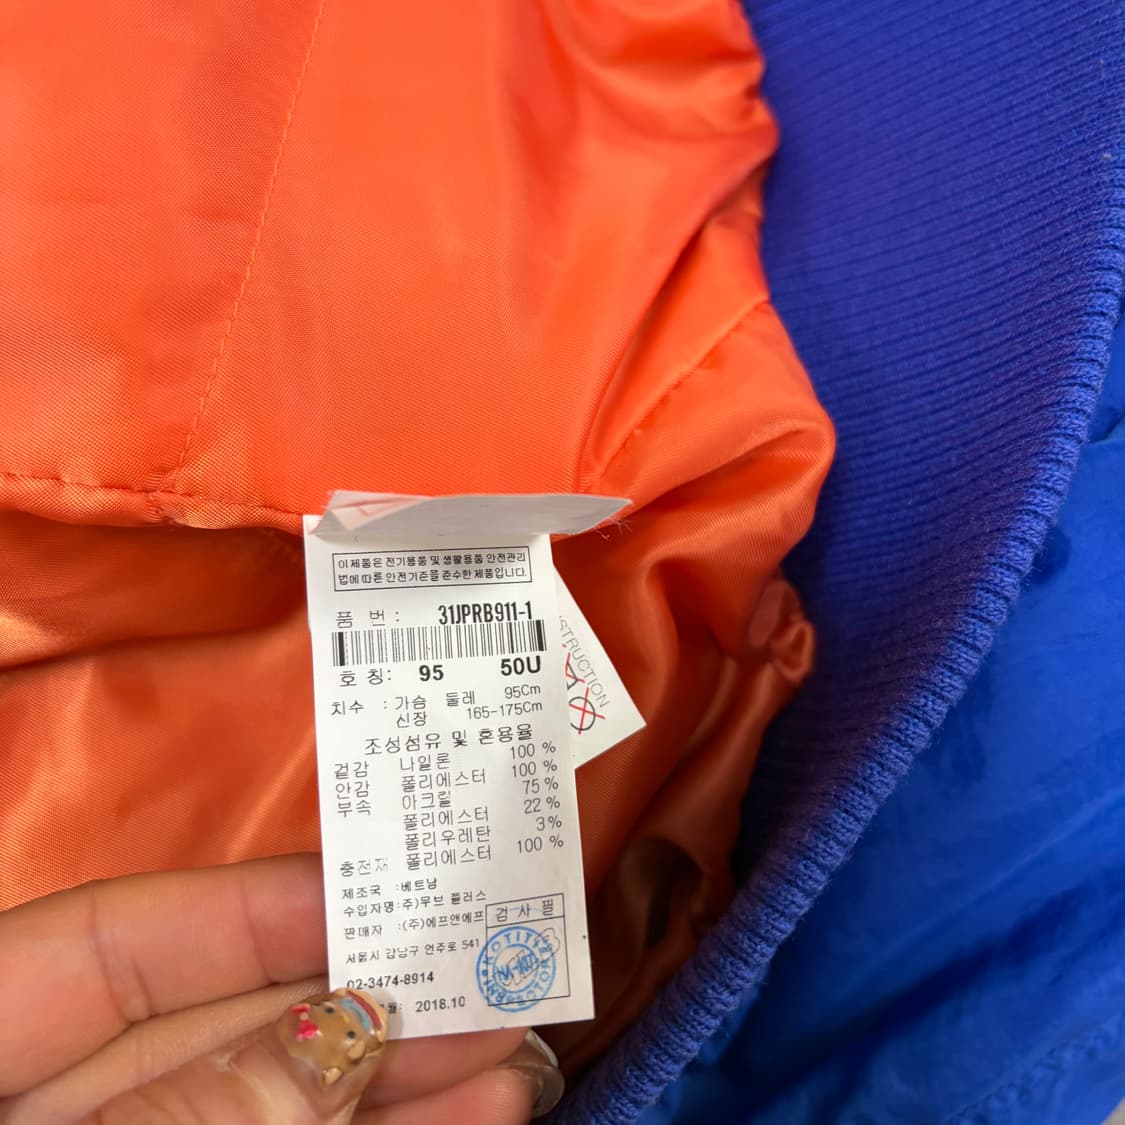 이 제품은 전기용품 및 생활용품 안전관리
법에 따른 안전기준을 준수한 제품입니다.
품 번 : 31JPRB911-1
호 칭: 95 50U
치수 : 가슴 둘레 95Cm
신장 165-175Cm
조성섬유 및 혼용율
겉감 나일론 100 %
안감 폴리에스터 100 %
부속 아크릴 75 %
폴리에스터 22 %
폴리우레탄 3%
충전재 폴리에스터 100 %
제조국 :베트남
수입자명:주)무브 플러스
판매자 :(주)에프앤에프
서울시 강남구 언주로 541
02-3474-8914
월: 2018.10
검 사 필
KOTITI
STRUCTION